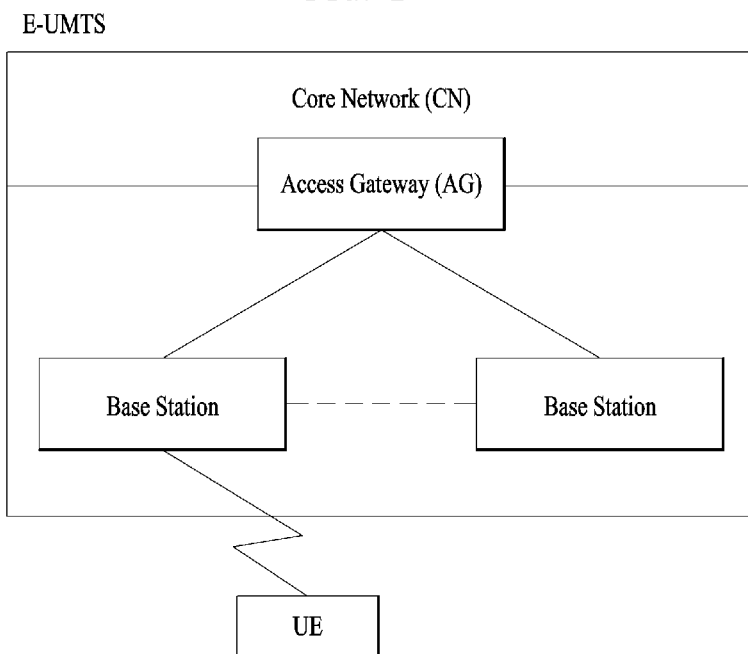 E-UMTS
Core Network (CN)
Access Gateway (AG)
Base Station
Base Station
UE